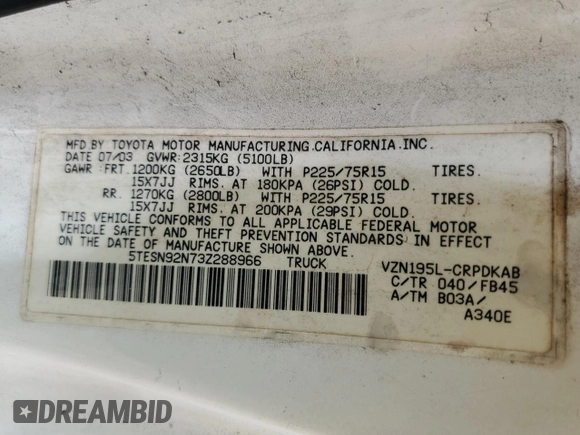 MFD.BY TOYOTA MOTOR MANUFACTURING.CALIFORNIA.INC.
DATE 07/03 GVWR:2315KG (5100LB)
GAWR: FRT. 1200KG (2650LB) WITH P225/75R15 TIRES.
15X7JJ RIMS. AT 180KPA (26PSI) COLD.
RR. 1270KG (2800LB) WITH P225/75R15 TIRES.
15X7JJ RIMS. AT 200KPA (29PSI) COLD.
THIS VEHICLE CONFORMS TO ALL APPLICABLE FEDERAL MOTOR
VEHICLE SAFETY AND THEFT PREVENTION STANDARDS IN EFFECT
ON THE DATE OF MANUFACTURE SHOWN ABOVE.
5TESN92N73Z288966 TRUCK
VZN195L-CRPDKAB
C/TR 040/FB45
A/TM B03A/
A340E
DREAMBID